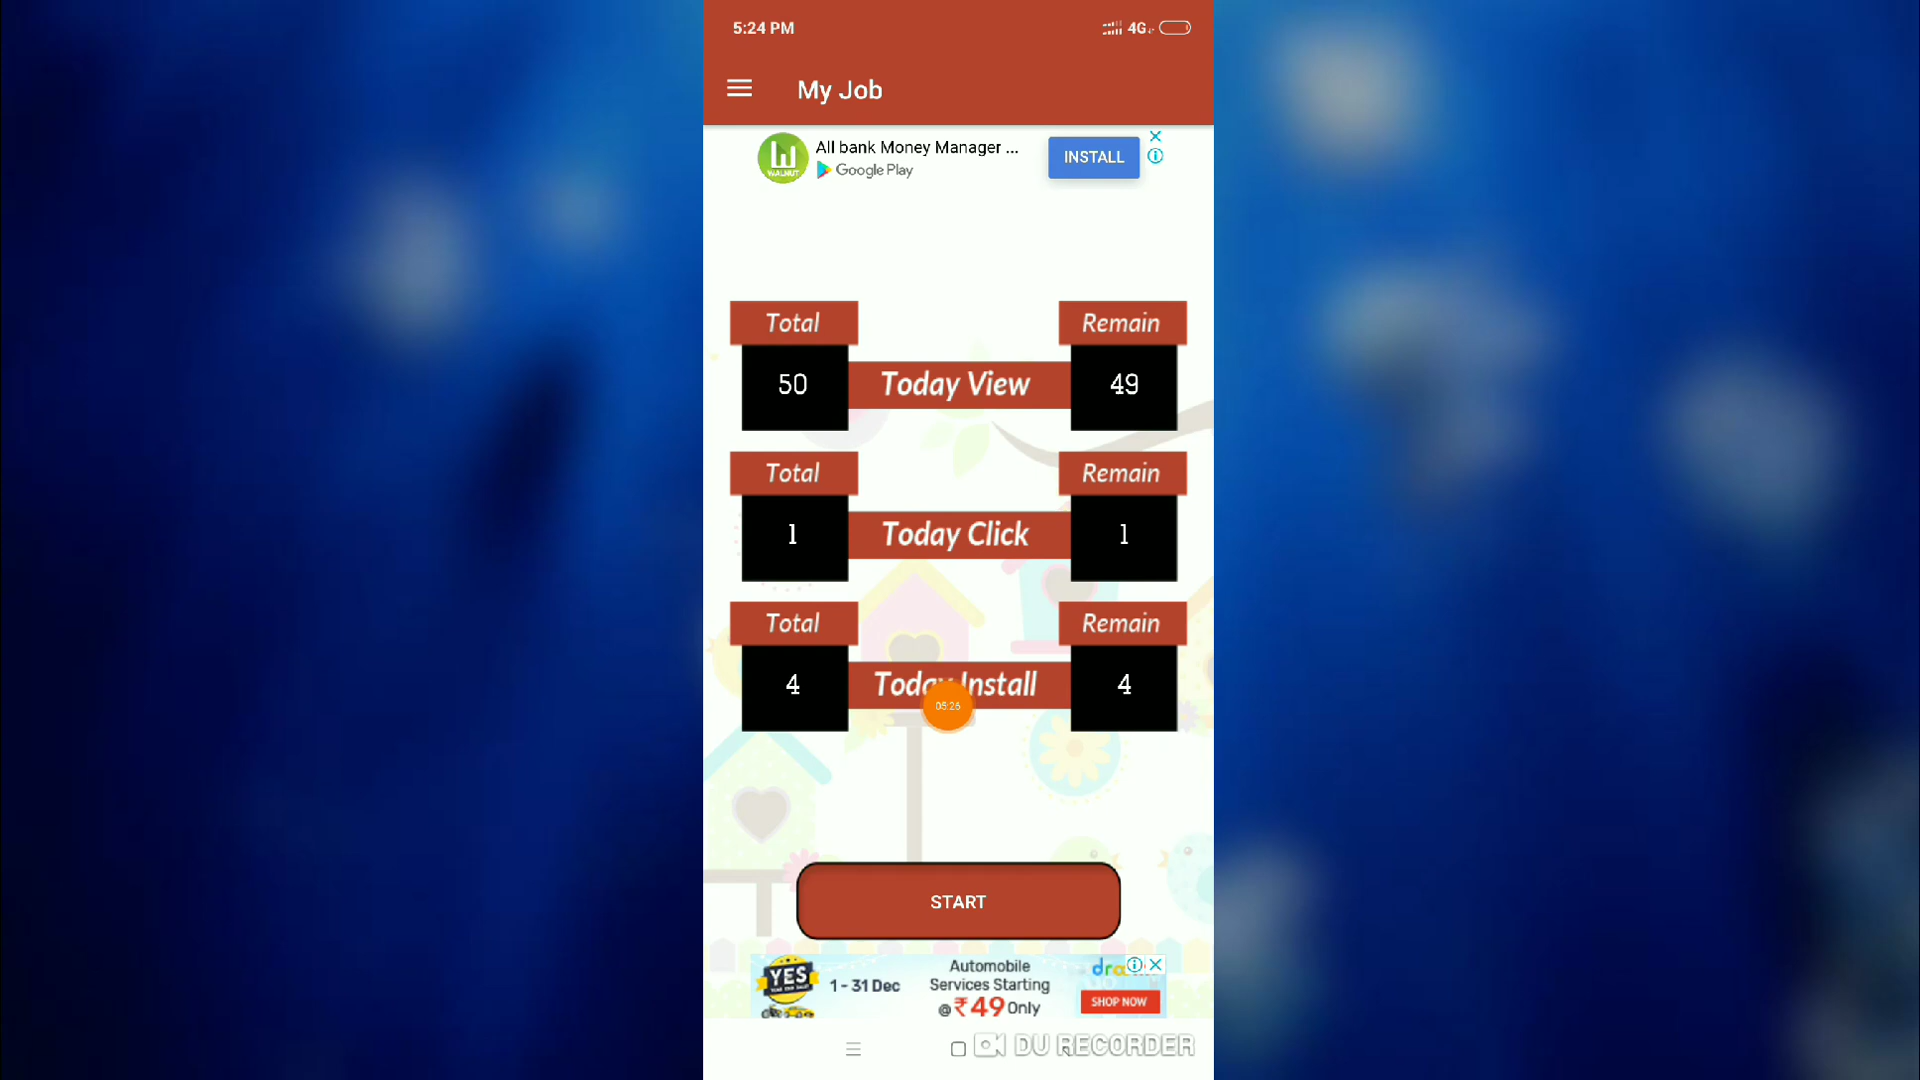 5:24 PM
4G
My Job
WALNUT
All bank Money Manager ...
Google Play
INSTALL
Total
Remain
50
Today View
49
Total
Remain
1
Today Click
1
Total
Remain
4
Today Install
4
05:26
START
YES
1 - 31 Dec
Automobile
Services Starting
@ ₹49 Only
SHOP NOW
DU RECORDER